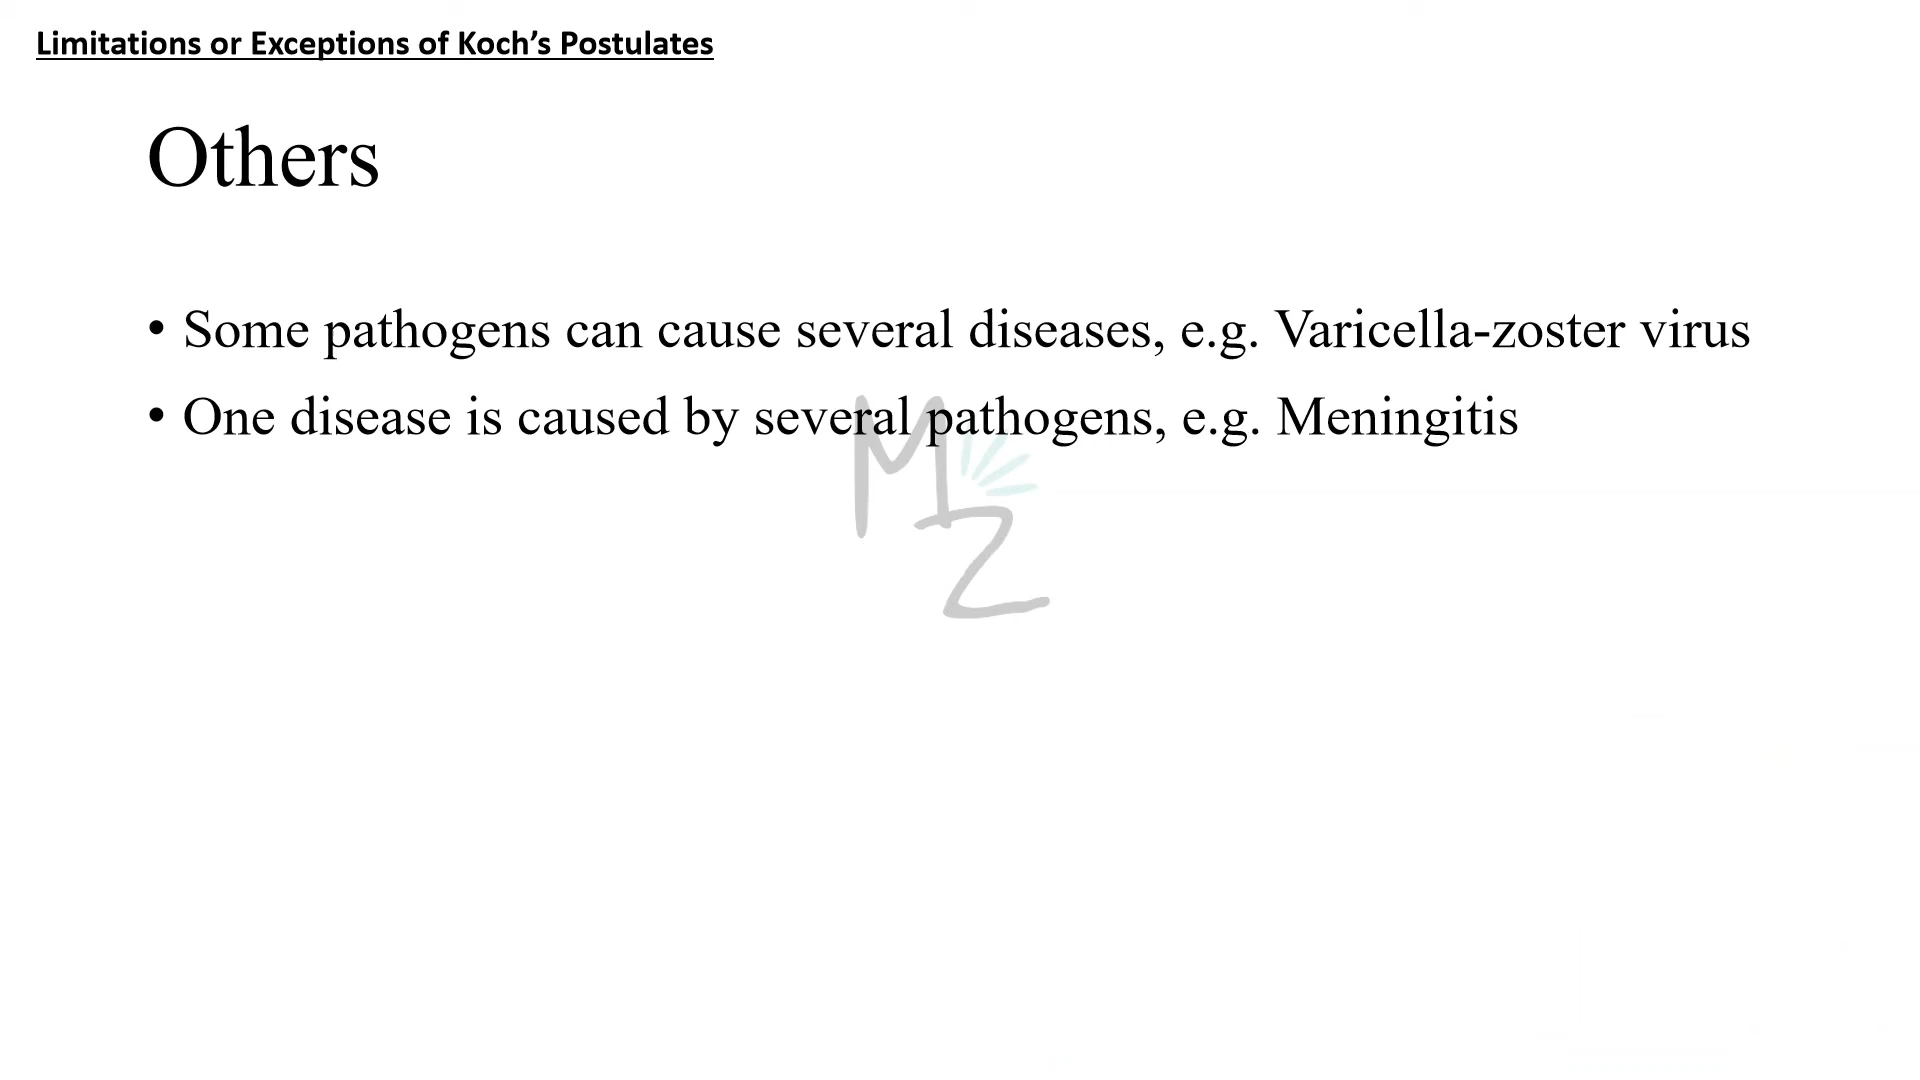 Limitations or Exceptions of Koch’s Postulates
Others
• Some pathogens can cause several diseases, e.g. Varicella-zoster virus
• One disease is caused by several pathogens, e.g. Meningitis
MZ